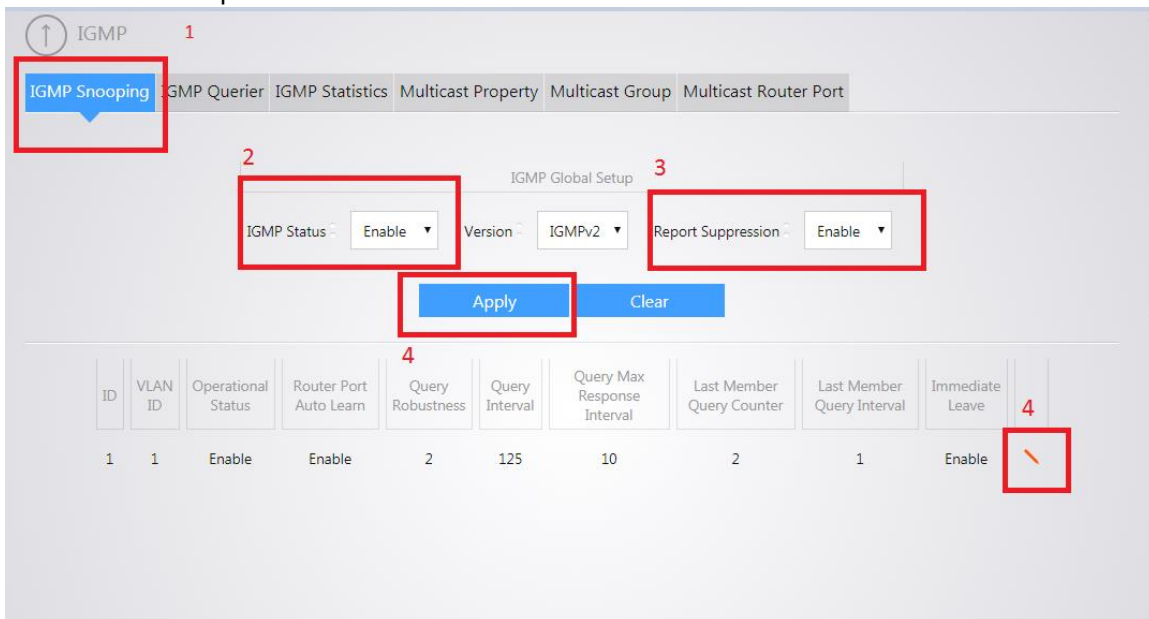 IGMP 1
IGMP Snooping IGMP Querier IGMP Statistics Multicast Property Multicast Group Multicast Router Port
2 3
IGMP Global Setup
IGMP Status Enable Version IGMPv2 Report Suppression Enable
Apply Clear
4
ID VLAN ID Operational Status Router Port Auto Learn Query Robustness Query Interval Query Max Response Interval Last Member Query Counter Last Member Query Interval Immediate Leave 4
1 1 Enable Enable 2 125 10 2 1 Enable